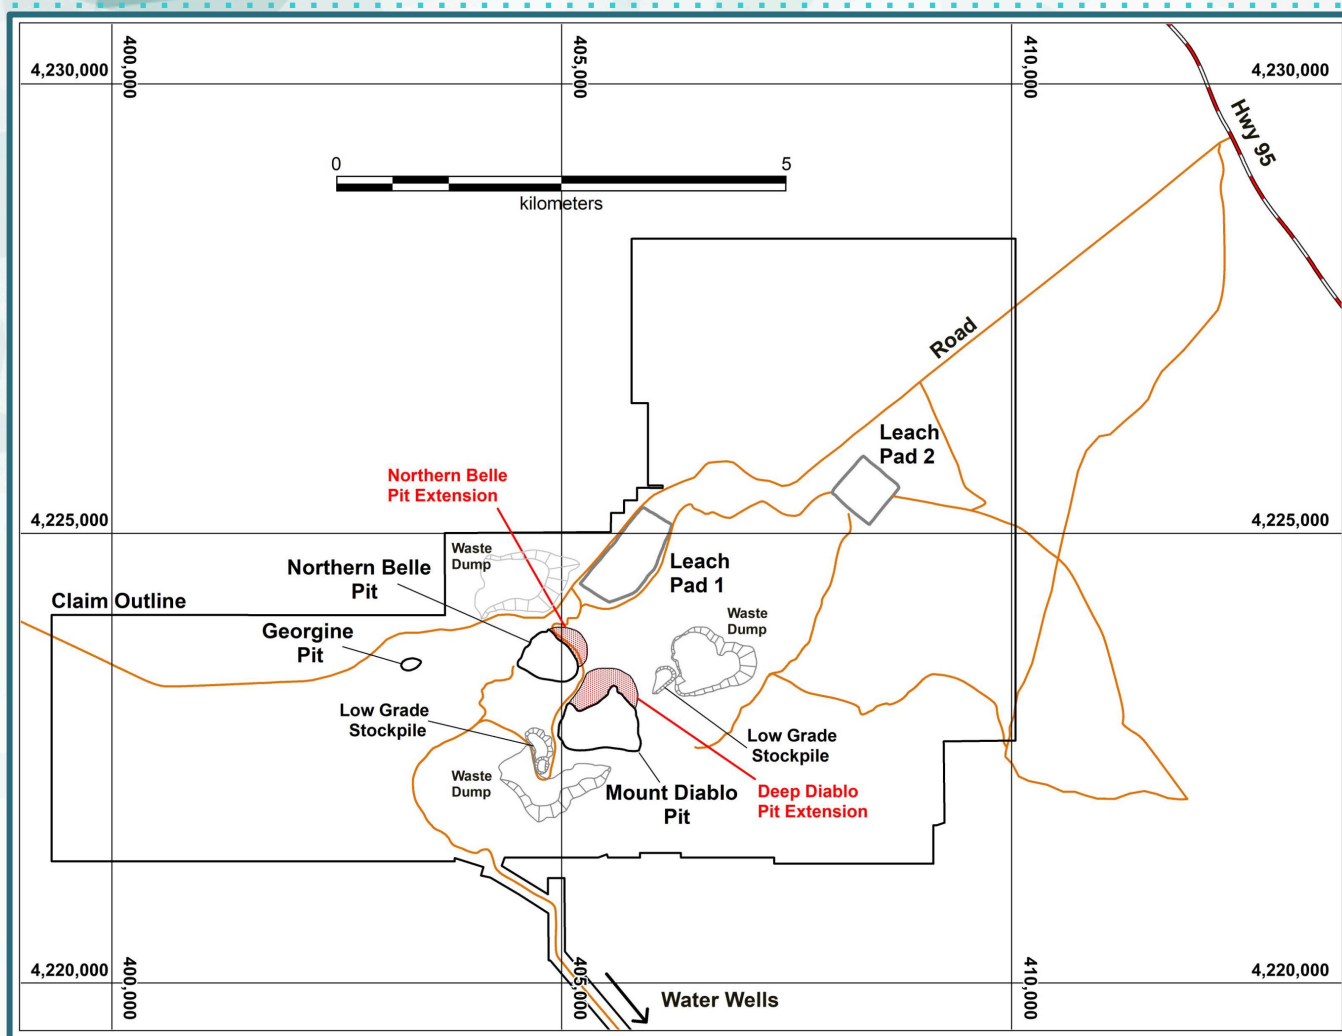 400,000
405,000
410,000
4,230,000
4,230,000
Hwy 95
0
5
kilometers
Road
Leach
Pad 2
Northern Belle
Pit Extension
4,225,000
4,225,000
Waste
Dump
Northern Belle
Pit
Leach
Pad 1
Claim Outline
Georgine
Pit
Waste
Dump
Low Grade
Stockpile
Low Grade
Stockpile
Waste
Dump
Mount Diablo
Pit
Deep Diablo
Pit Extension
4,220,000
4,220,000
400,000
405,000
410,000
Water Wells